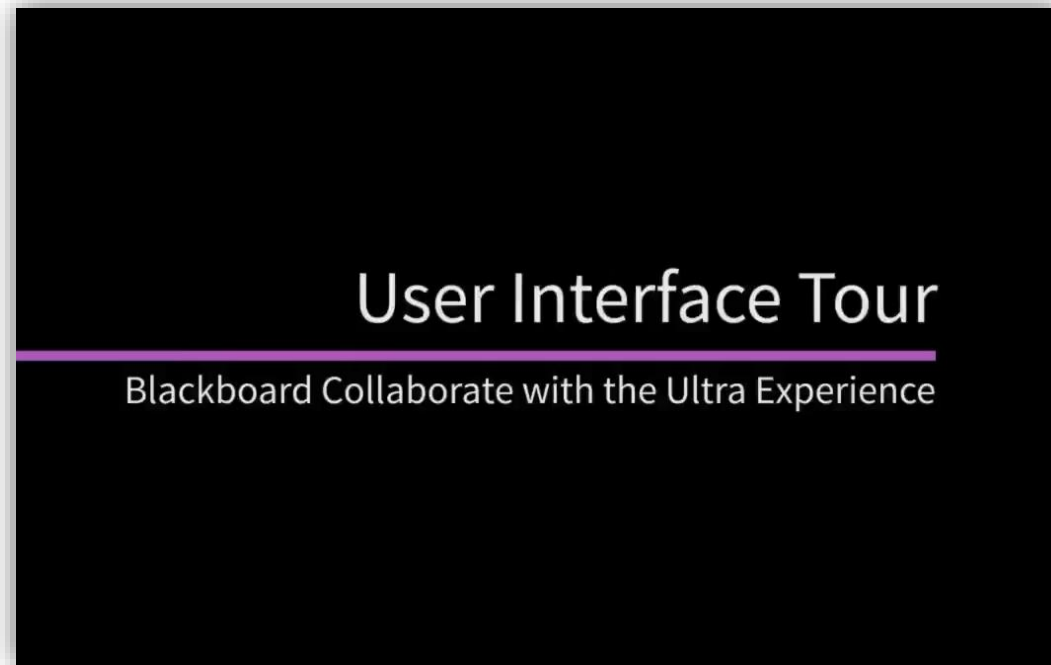 User Interface Tour
Blackboard Collaborate with the Ultra Experience